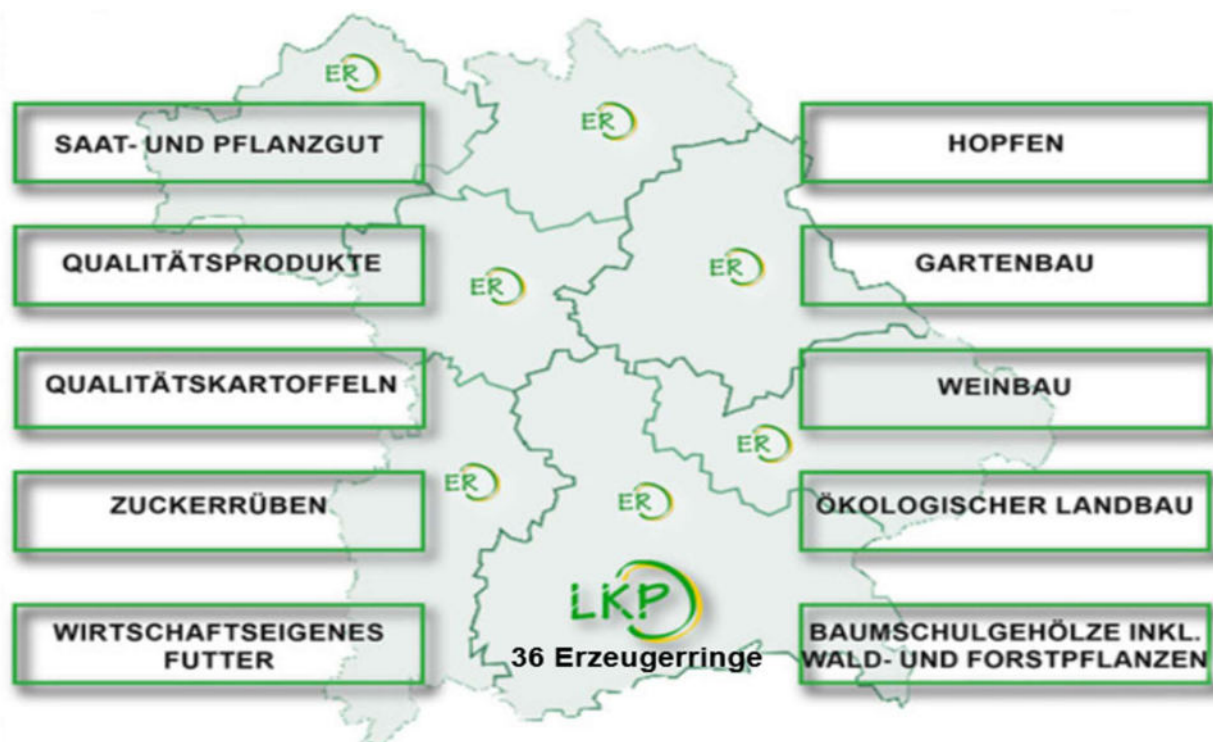 ER
ER
SAAT- UND PFLANZGUT
HOPFEN
QUALITÄTSPRODUKTE
GARTENBAU
ER
ER
QUALITÄTSKARTOFFELN
WEINBAU
ER
ZUCKERRÜBEN
ER
ER
ÖKOLOGISCHER LANDBAU
LKP
36 Erzeugerringe
WIRTSCHAFTSEIGENES
FUTTER
BAUMSCHULGEHÖLZE INKL.
WALD- UND FORSTPFLANZEN